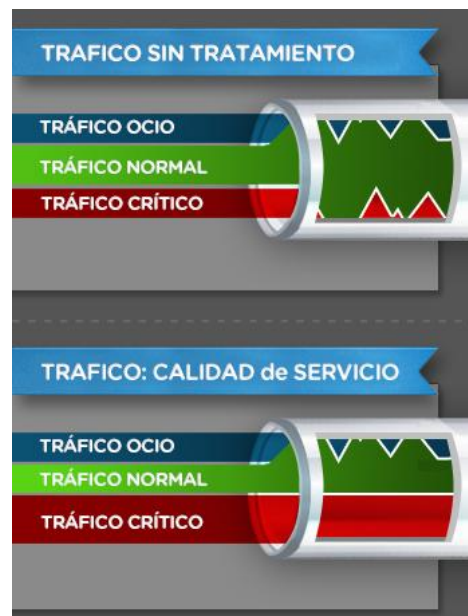 TRAFICO SIN TRATAMIENTO
TRÁFICO OCIO
TRÁFICO NORMAL
TRÁFICO CRÍTICO
TRAFICO: CALIDAD de SERVICIO
TRÁFICO OCIO
TRÁFICO NORMAL
TRÁFICO CRÍTICO